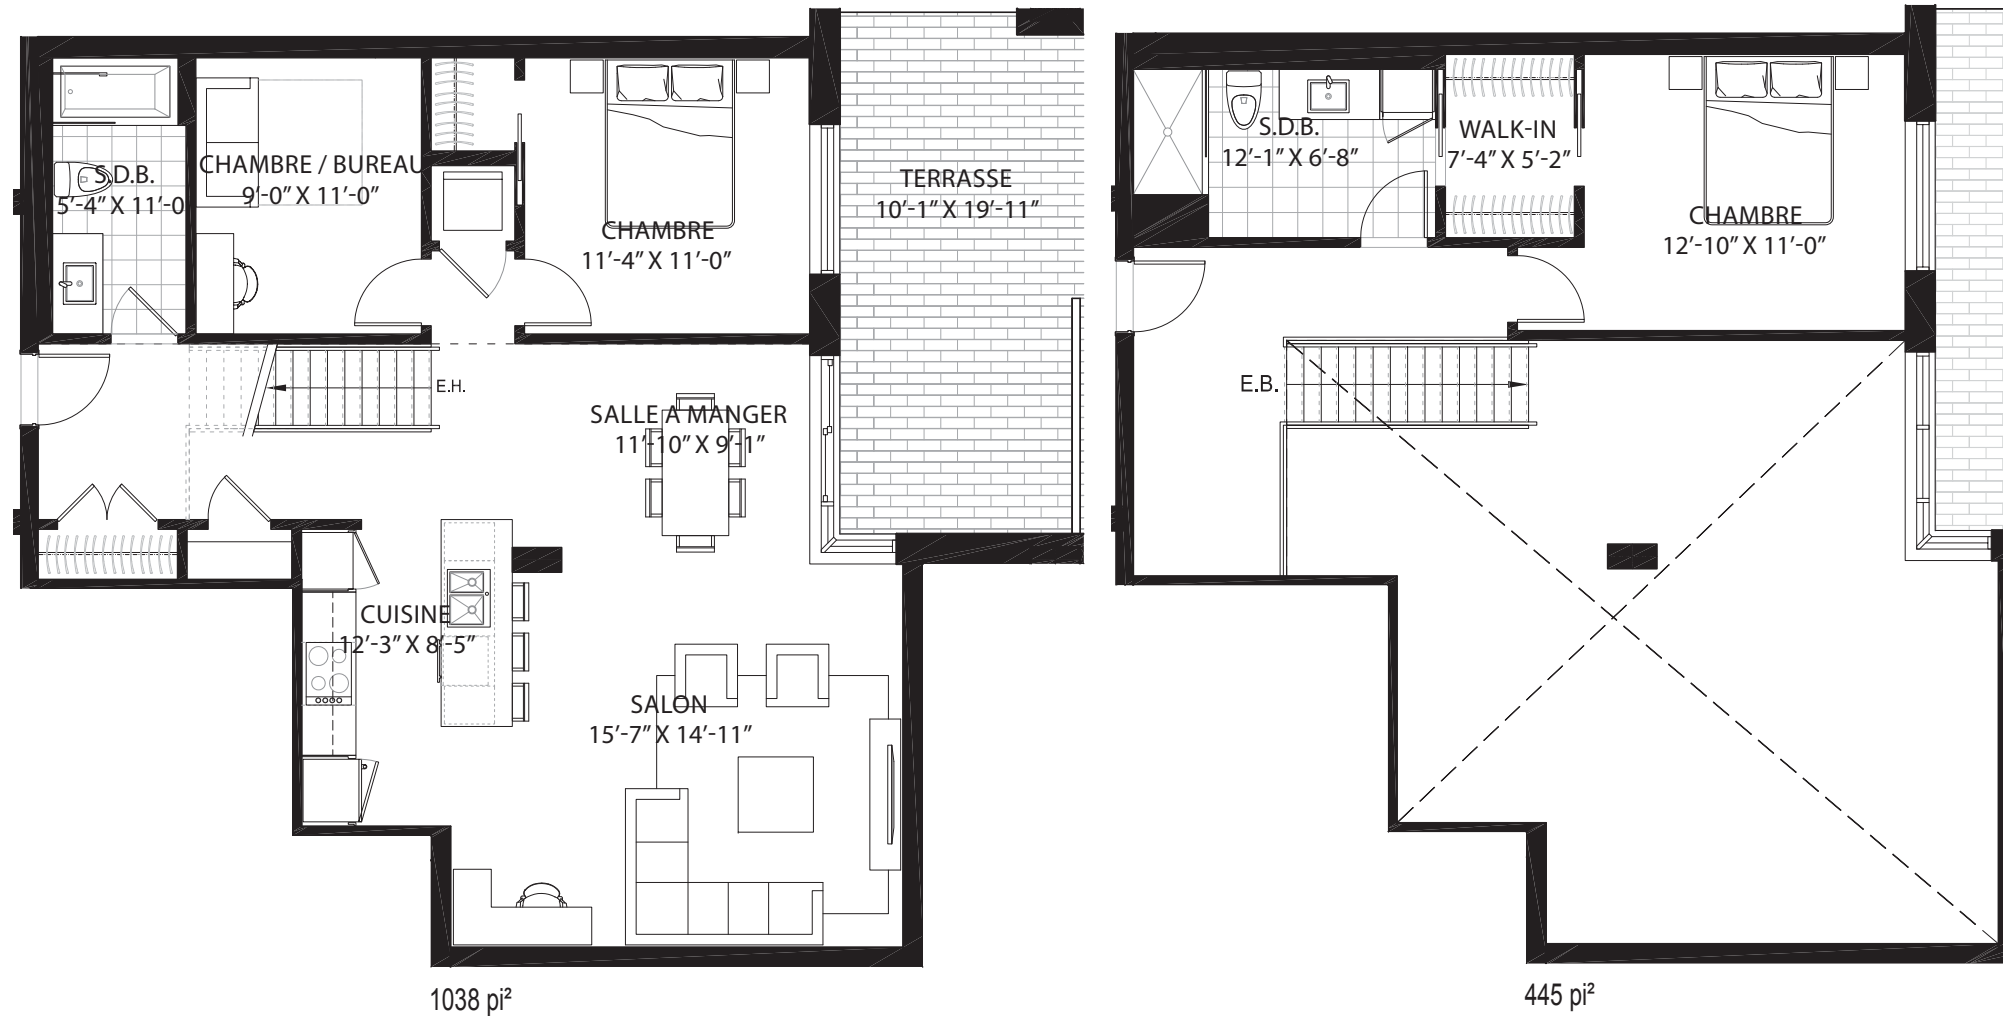 S.D.B.
5'-4" X 11'-0
CHAMBRE / BUREAU
9'-0" X 11'-0"
CHAMBRE
11'-4" X 11'-0"
TERRASSE
10'-1" X 19'-11"
E.H.
SALLE A MANGER
11'-10" X 9'-1"
CUISINE
12'-3" X 8'-5"
SALON
15'-7" X 14'-11"
1038 pi²
S.D.B.
12'-1" X 6'-8"
WALK-IN
7'-4" X 5'-2"
CHAMBRE
12'-10" X 11'-0"
E.B.
445 pi²